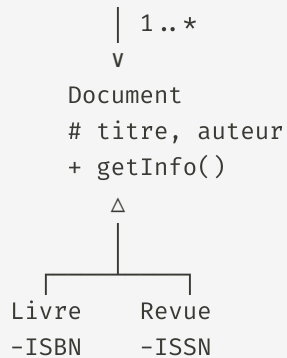 1..*
Document
# titre, auteur
+ getInfo()
Livre Revue
-ISBN -ISSN